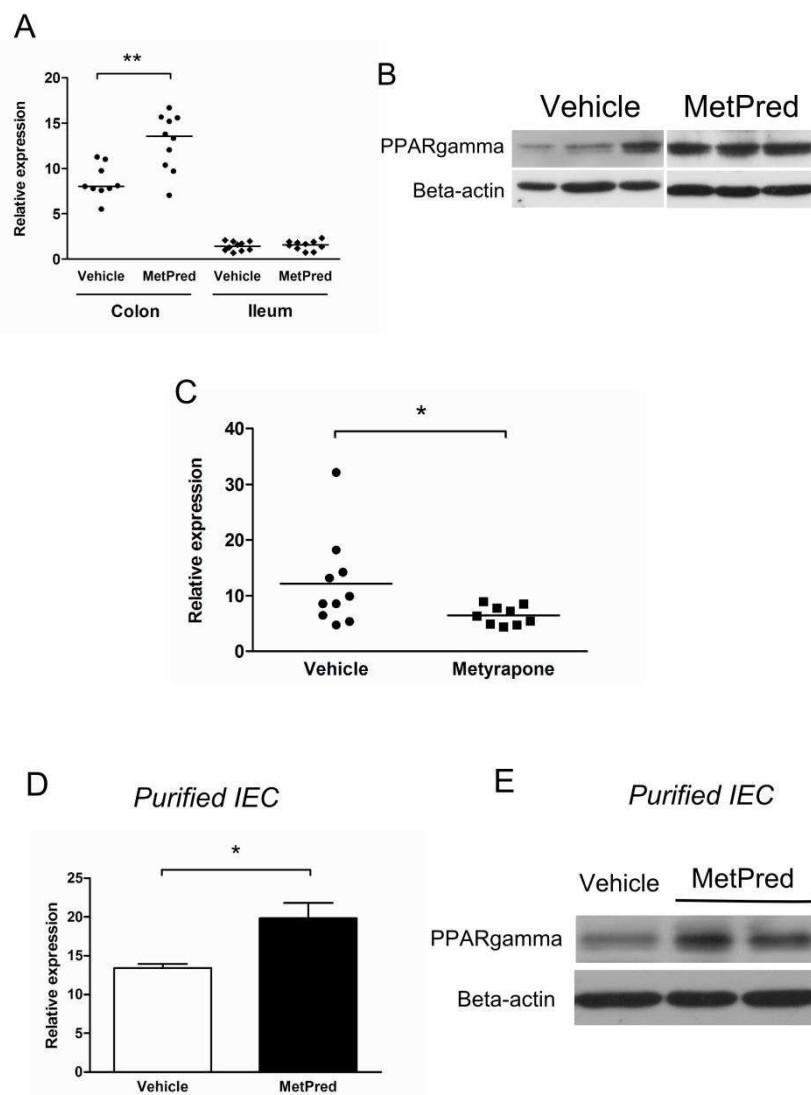 A
**
Relative expression
20
15
10
5
0
Vehicle MetPred Vehicle MetPred
Colon Ileum
B
Vehicle MetPred
PPARgamma
Beta-actin
C
*
Relative expression
40
30
20
10
0
Vehicle Metyrapone
D
Purified IEC
*
Relative expression
25
20
15
10
5
0
Vehicle MetPred
E
Purified IEC
Vehicle MetPred
PPARgamma
Beta-actin